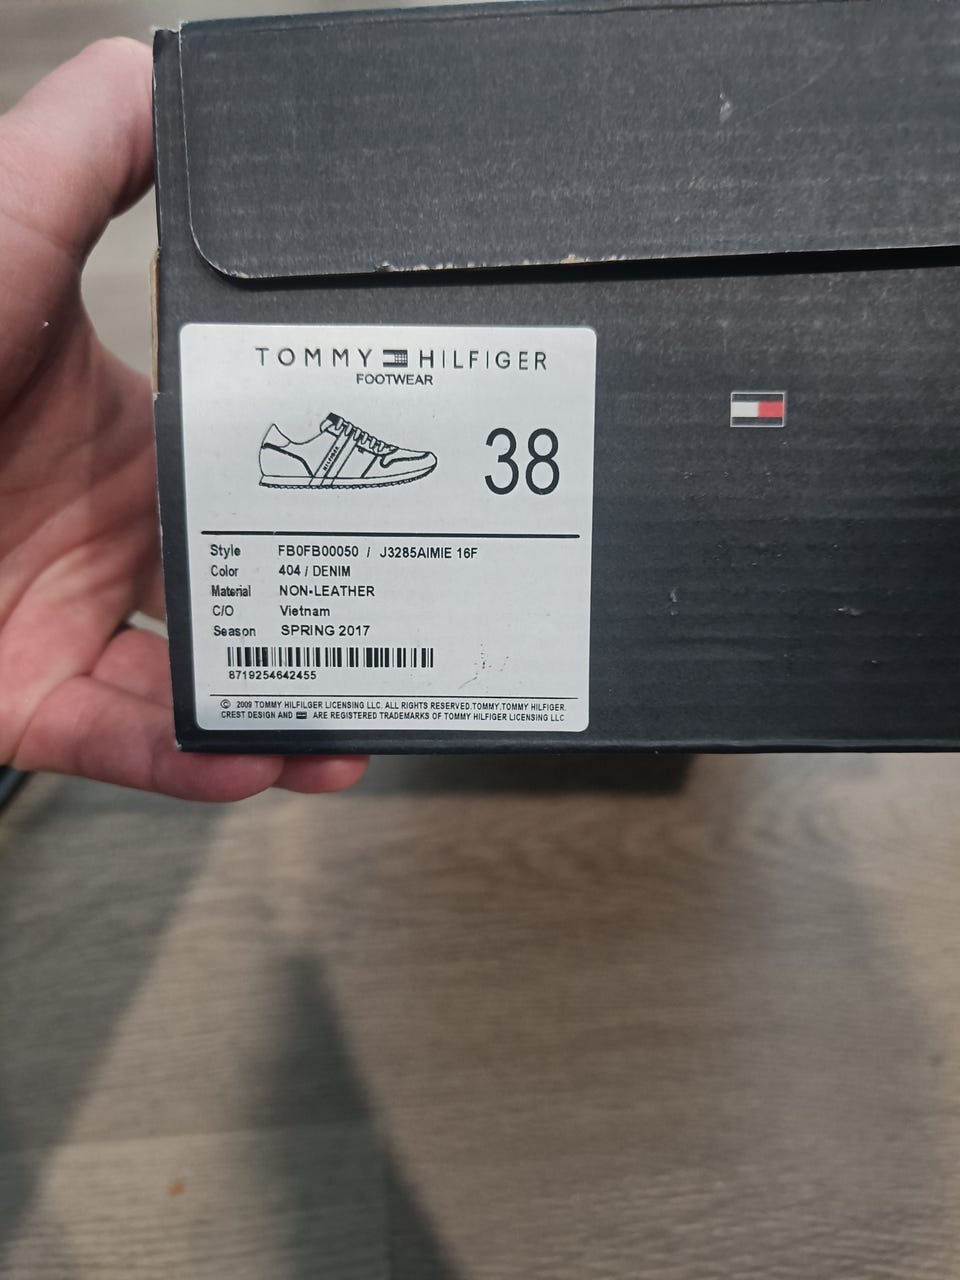 TOMMY HILFIGER
FOOTWEAR
HILFIGER
38
Style FB0FB00050 / J3285AIMIE 16F
Color 404 / DENIM
Material NON-LEATHER
C/O Vietnam
Season SPRING 2017
8719254642455
© 2009 TOMMY HILFILGER LICENSING LLC. ALL RIGHTS RESERVED.TOMMY,TOMMY HILFIGER.
CREST DESIGN AND ARE REGISTERED TRADEMARKS OF TOMMY HILFIGER LICENSING LLC